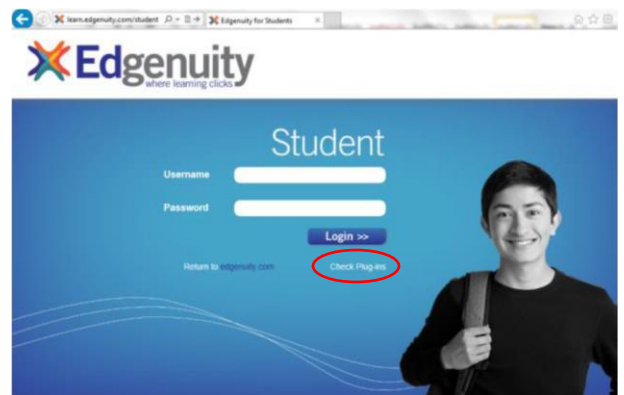 learn.edgenuity.com/student
Edgenuity for Students
Edgenuity
where learning clicks
Student
Username
Password
Login >>
Return to edgenuity.com
Check Plug-ins